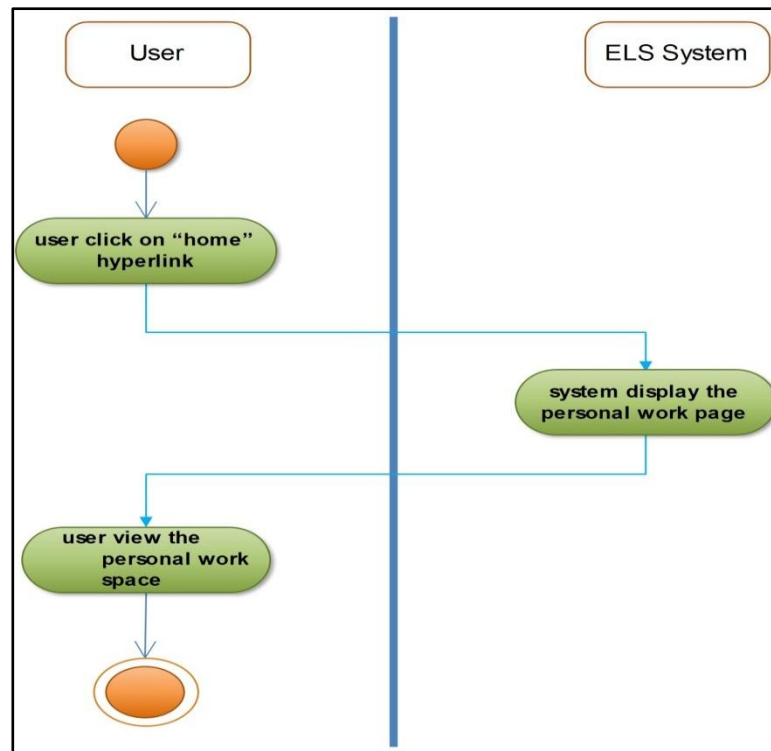 User
ELS System
user click on “home”
hyperlink
system display the
personal work page
user view the
personal work
space